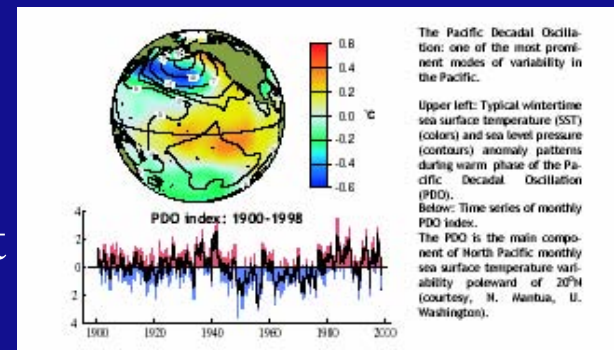 0.8
0.4
0.2
0.0 °C
-0.2
-0.4
-0.6
PDO index: 1900-1998
4
2
0
2
4
1900 1920 1940 1960 1980 2000
t
The Pacific Decadal Oscilla-
tion: one of the most promi-
nent modes of variability in
the Pacific.
Upper left: Typical wintertime
sea surface temperature (SST)
(colors) and sea level pressure
(contours) anomaly patterns
during warm phase of the Pa-
cific Decadal Oscillation
(PDO).
Below: Time series of monthly
PDO index.
The PDO is the main compo-
nent of North Pacific monthly
sea surface temperature vari-
ability poleward of 20°N
(courtesy, N. Mantua, U.
Washington).